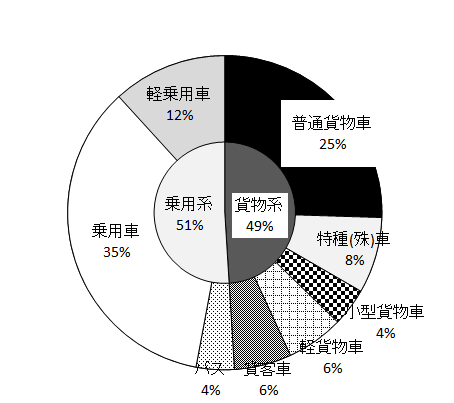 軽乗用車
12%
普通貨物車
25%
乗用系
51%
貨物系
49%
乗用車
35%
特種(殊)車
8%
小型貨物車
4%
軽貨物車
6%
貨客車
6%
バス
4%